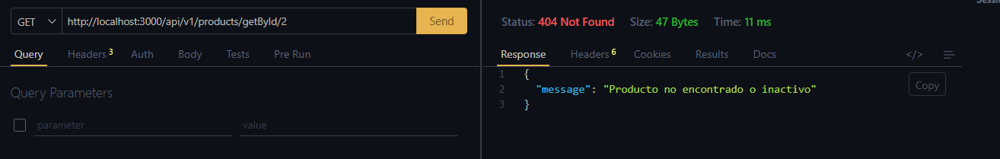 Sessio
GET http://localhost:3000/api/v1/products/getById/2 Send
Status: 404 Not Found Size: 47 Bytes Time: 11 ms
Query Headers 3 Auth Body Tests Pre Run
Response Headers 6 Cookies Results Docs </>
Query Parameters
parameter value
1 {
2 "message": "Producto no encontrado o inactivo"
3 }
Copy